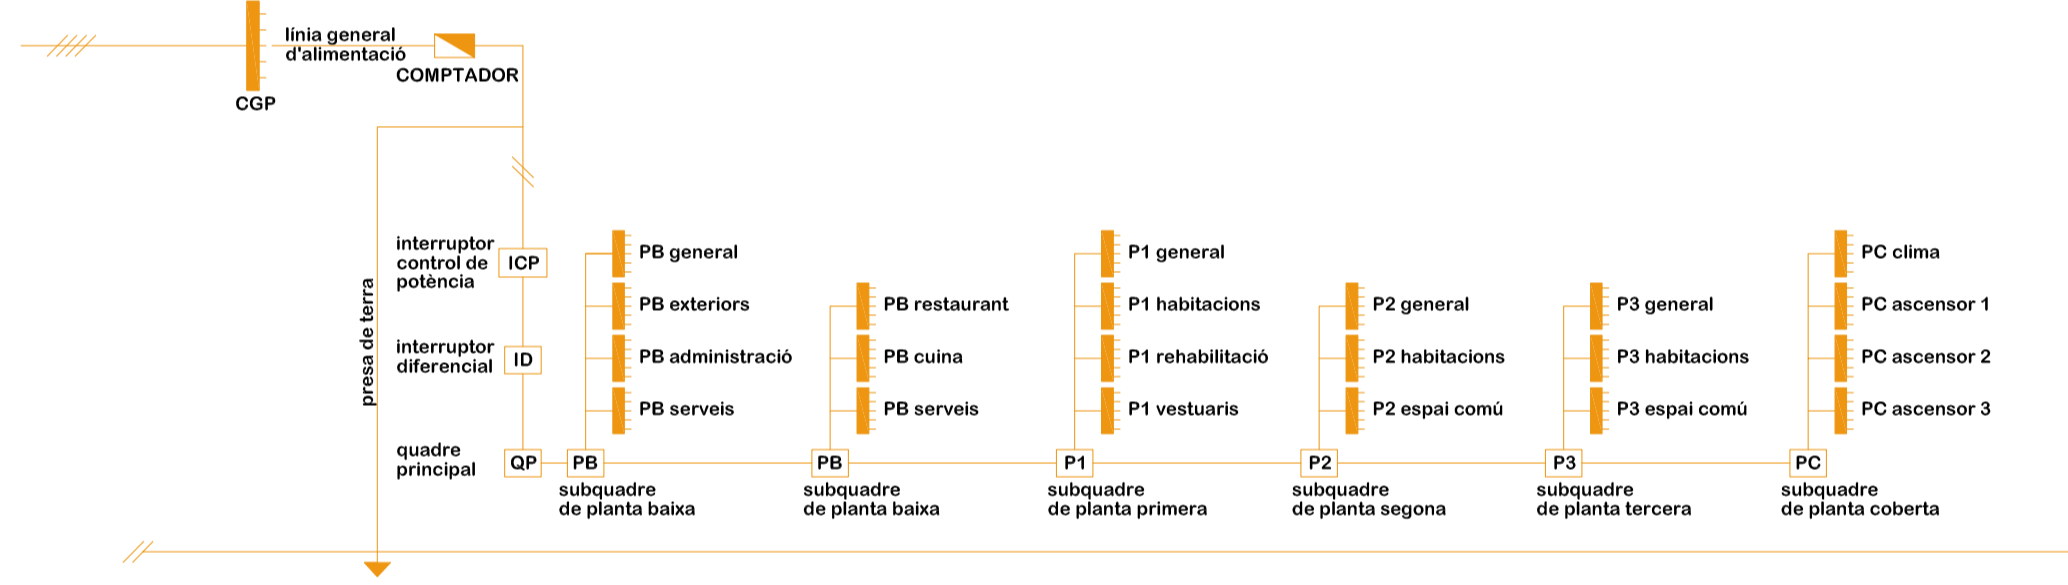 línia general
d'alimentació
COMPTADOR
CGP
presa de terra
interruptor
control de
potència
ICP
interruptor
diferencial
ID
quadre
principal
QP
PB general
PB exteriors
PB administració
PB serveis
PB
subquadre
de planta baixa
PB restaurant
PB cuina
PB serveis
PB
subquadre
de planta baixa
P1 general
P1 habitacions
P1 rehabilitació
P1 vestuaris
P1
subquadre
de planta primera
P2 general
P2 habitacions
P2 espai comú
P2
subquadre
de planta segona
P3 general
P3 habitacions
P3 espai comú
P3
subquadre
de planta tercera
PC clima
PC ascensor 1
PC ascensor 2
PC ascensor 3
PC
subquadre
de planta coberta